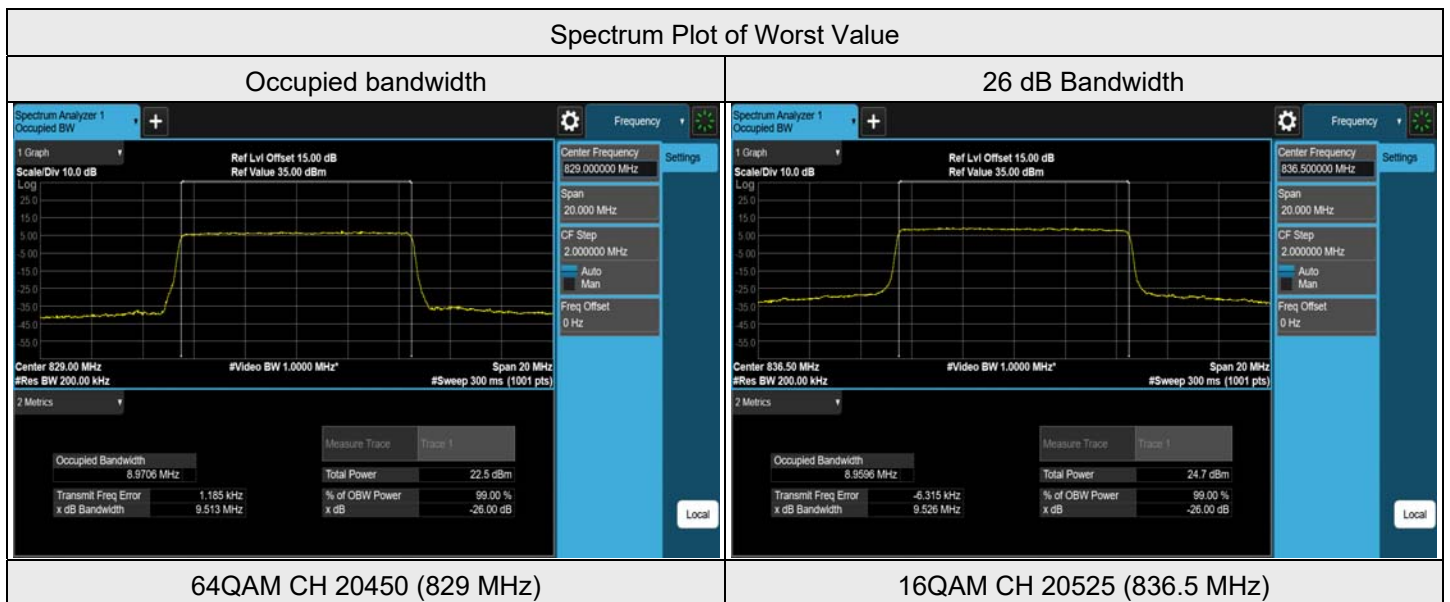 Spectrum Plot of Worst Value
Occupied bandwidth
26 dB Bandwidth
Spectrum Analyzer 1
Occupied BW
+
Frequency
1 Graph
Ref Lvl Offset 15.00 dB
Scale/Div 10.0 dB
Ref Value 35.00 dBm
Log
25.0
15.0
5.00
-5.00
-15.0
-25.0
-35.0
-45.0
-55.0
Center 829.00 MHz
#Video BW 1.0000 MHz*
Span 20 MHz
#Res BW 200.00 kHz
#Sweep 300 ms (1001 pts)
Center Frequency
829.000000 MHz
Settings
Span
20.000 MHz
CF Step
2.000000 MHz
Auto
Man
Freq Offset
0 Hz
2 Metrics
Measure Trace Trace 1
Occupied Bandwidth
8.9706 MHz
Total Power 22.5 dBm
Transmit Freq Error 1.185 kHz
% of OBW Power 99.00 %
x dB Bandwidth 9.513 MHz
x dB -26.00 dB
Local
Spectrum Analyzer 1
Occupied BW
+
Frequency
1 Graph
Ref Lvl Offset 15.00 dB
Scale/Div 10.0 dB
Ref Value 35.00 dBm
Log
25.0
15.0
5.00
-5.00
-15.0
-25.0
-35.0
-45.0
-55.0
Center 836.50 MHz
#Video BW 1.0000 MHz*
Span 20 MHz
#Res BW 200.00 kHz
#Sweep 300 ms (1001 pts)
Center Frequency
836.500000 MHz
Settings
Span
20.000 MHz
CF Step
2.000000 MHz
Auto
Man
Freq Offset
0 Hz
2 Metrics
Measure Trace Trace 1
Occupied Bandwidth
8.9596 MHz
Total Power 24.7 dBm
Transmit Freq Error -6.315 kHz
% of OBW Power 99.00 %
x dB Bandwidth 9.526 MHz
x dB -26.00 dB
Local
64QAM CH 20450 (829 MHz)
16QAM CH 20525 (836.5 MHz)